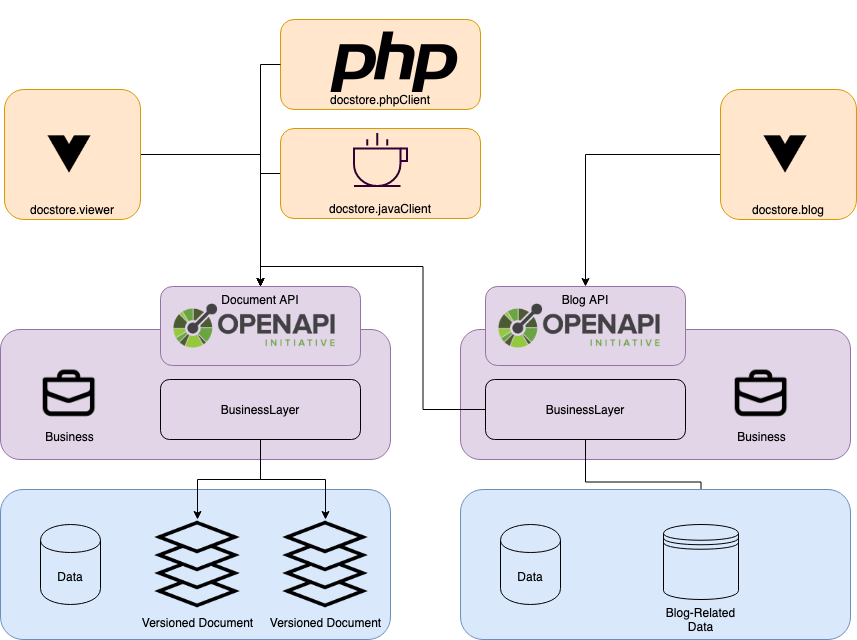 php
docstore.phpClient
docstore.viewer
docstore.javaClient
docstore.blog
Document API
OPENAPI
INITIATIVE
Blog API
OPENAPI
INITIATIVE
Business
BusinessLayer
BusinessLayer
Business
Data
Versioned Document
Versioned Document
Data
Blog-Related
Data